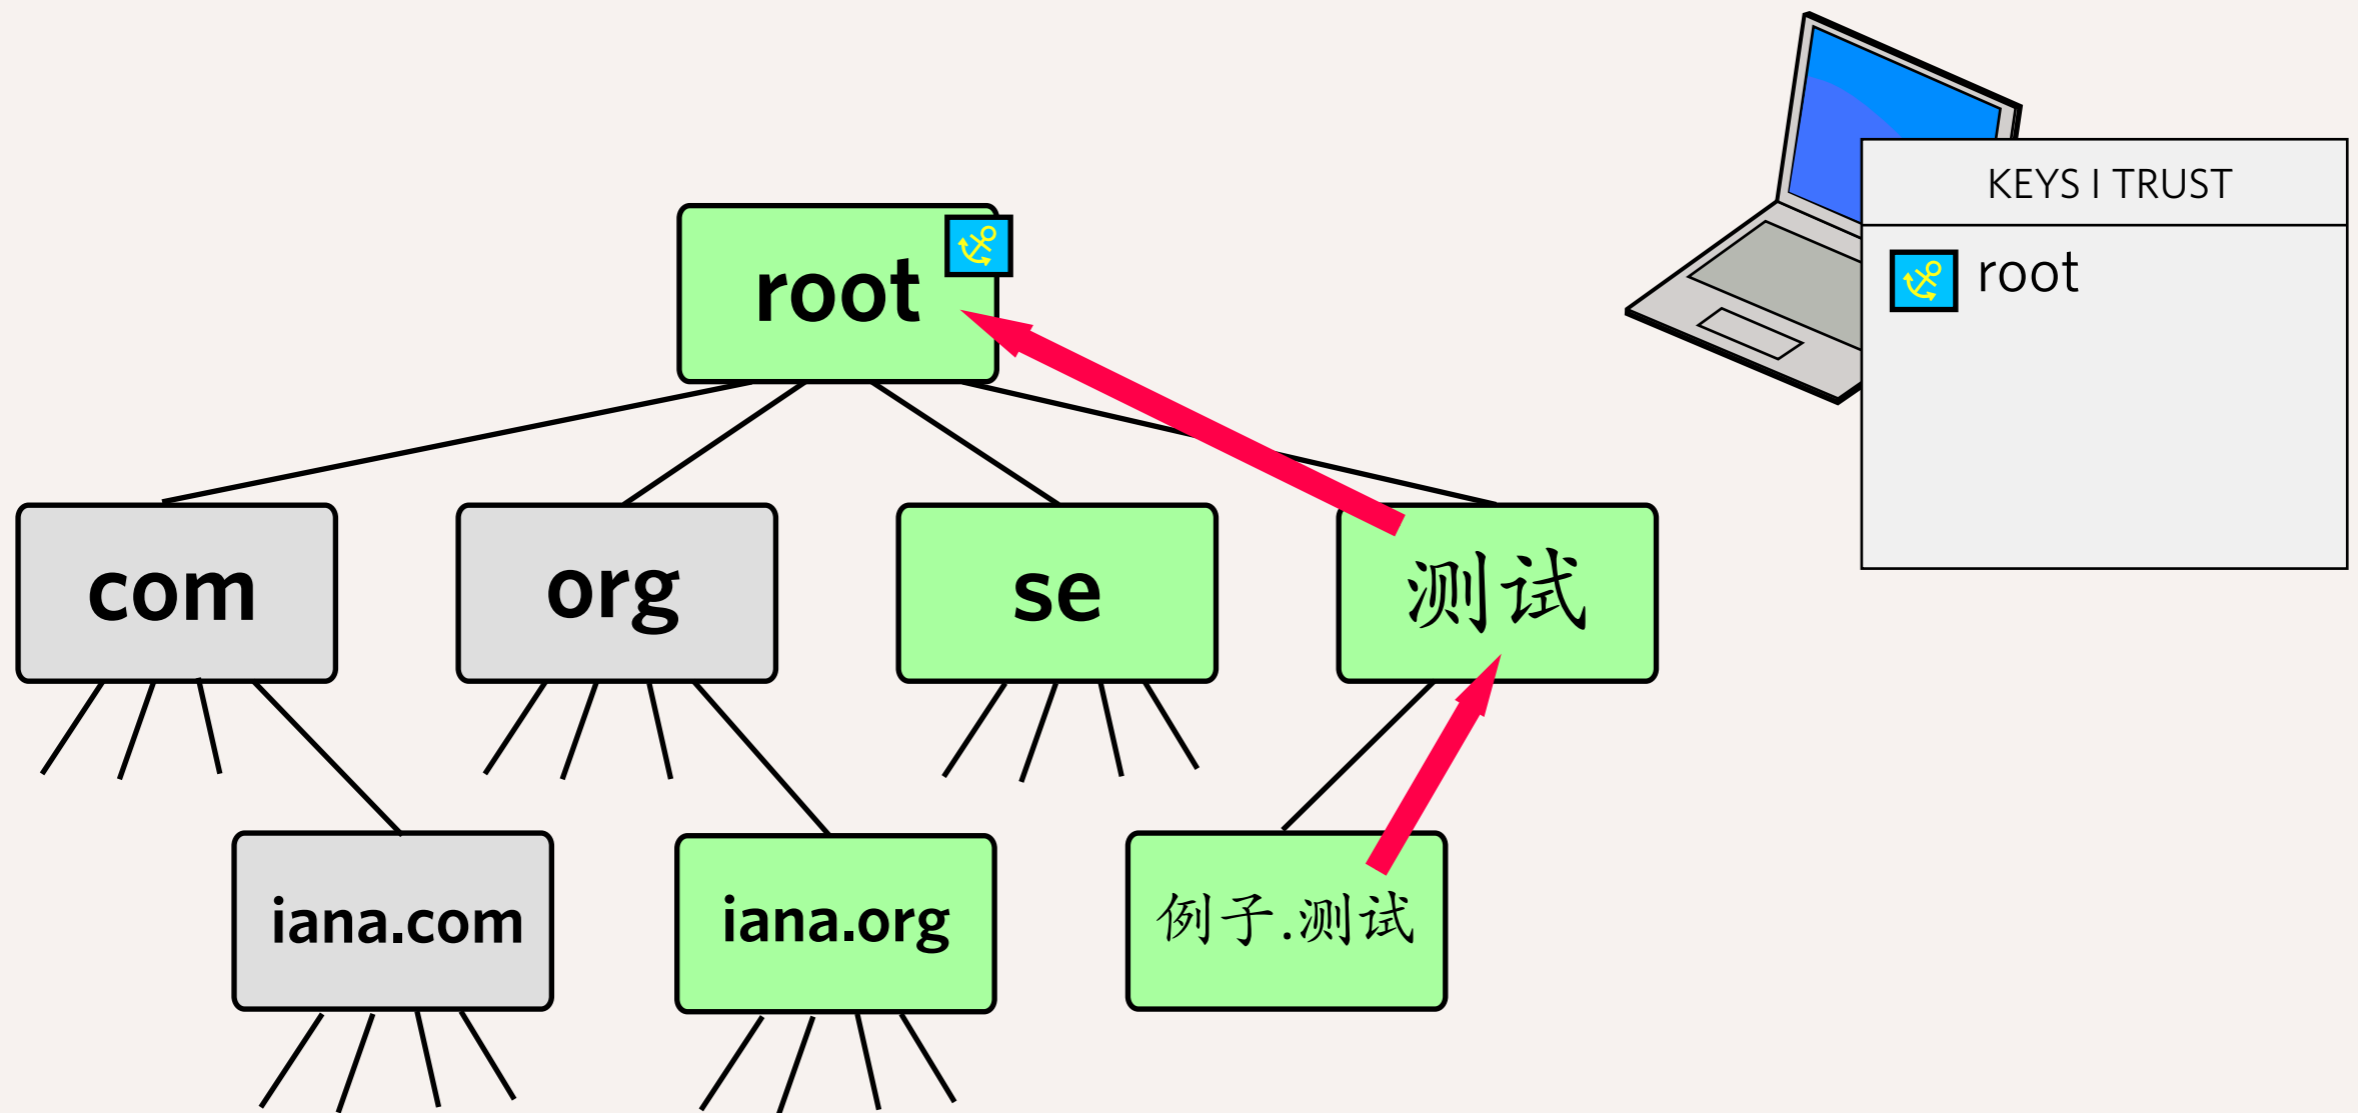 KEYS I TRUST
root
root
com
org
se
测试
iana.com
iana.org
例子.测试